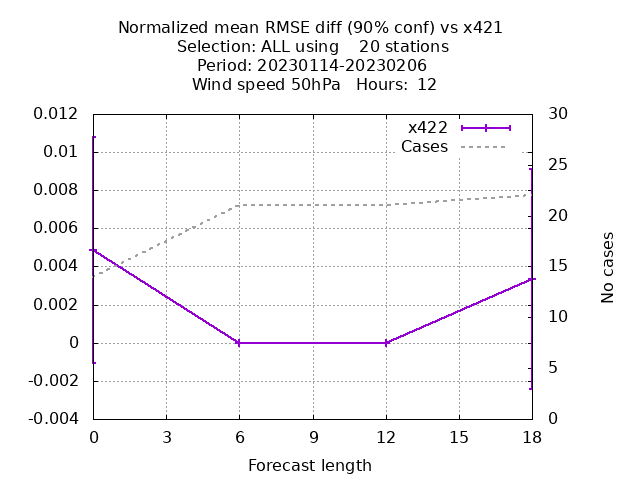 Normalized mean RMSE diff (90% conf) vs x421
Selection: ALL using    20 stations
Period: 20230114-20230206
Wind speed 50hPa   Hours:  12
0.012
0.01
0.008
0.006
0.004
0.002
0
-0.002
-0.004
x422
Cases
30
25
20
15
10
5
0
No cases
0 3 6 9 12 15 18
Forecast length